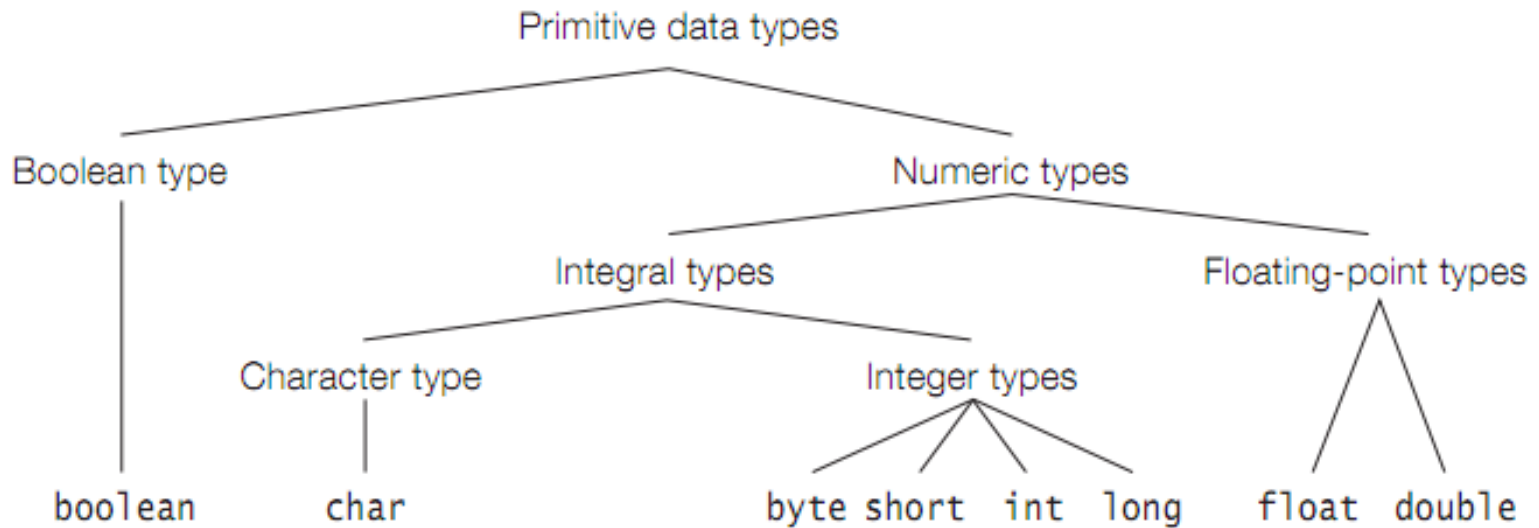 Primitive data types
Boolean type Numeric types
Integral types Floating-point types
Character type Integer types
boolean char byte short int long float double